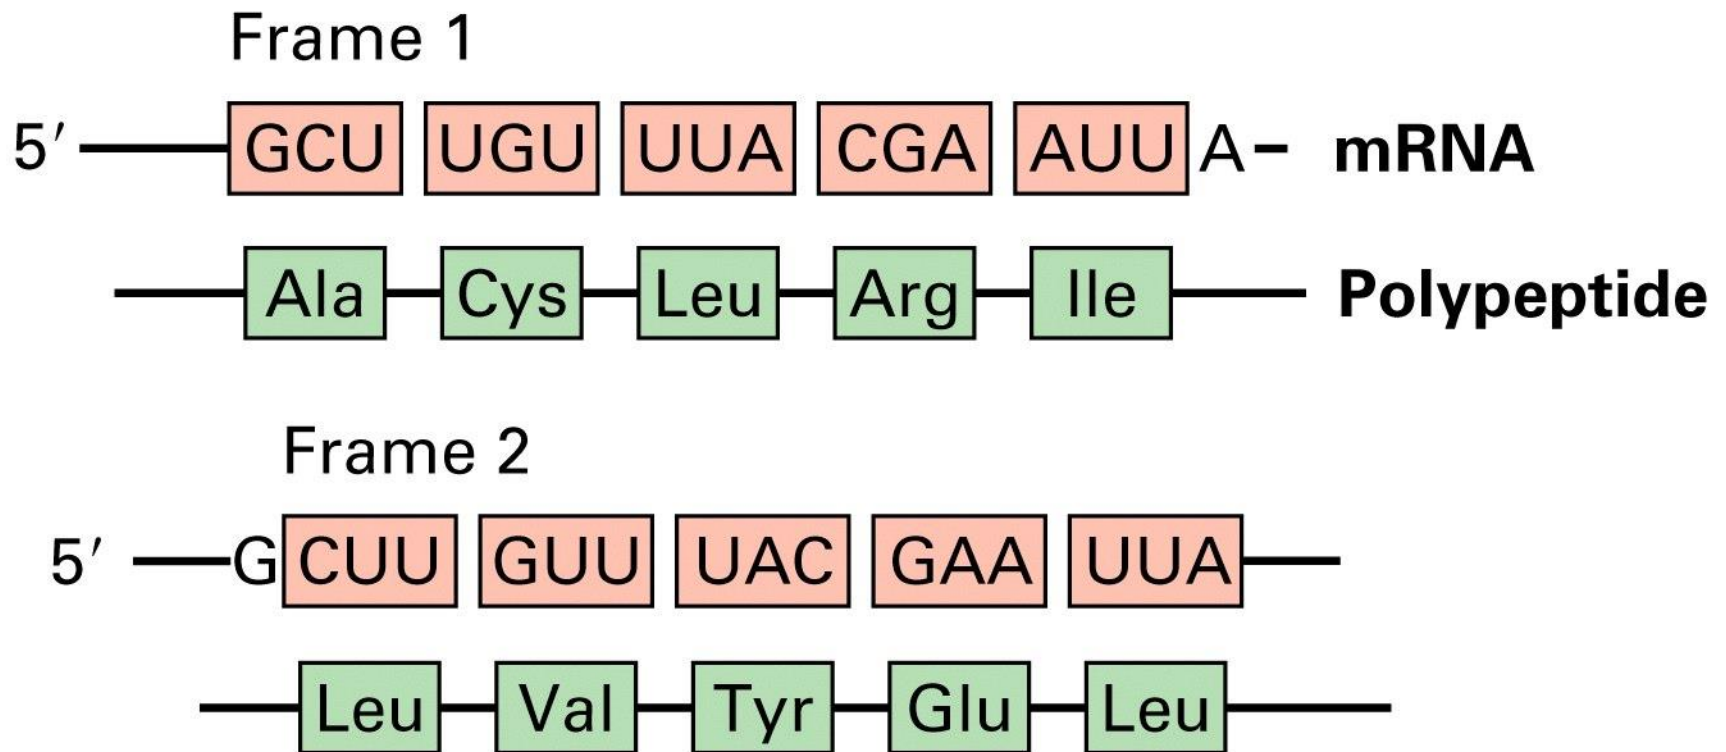 Frame 1
5′ GCU UGU UUA CGA AUU A mRNA
Ala Cys Leu Arg Ile Polypeptide
Frame 2
5′ G CUU GUU UAC GAA UUA
Leu Val Tyr Glu Leu